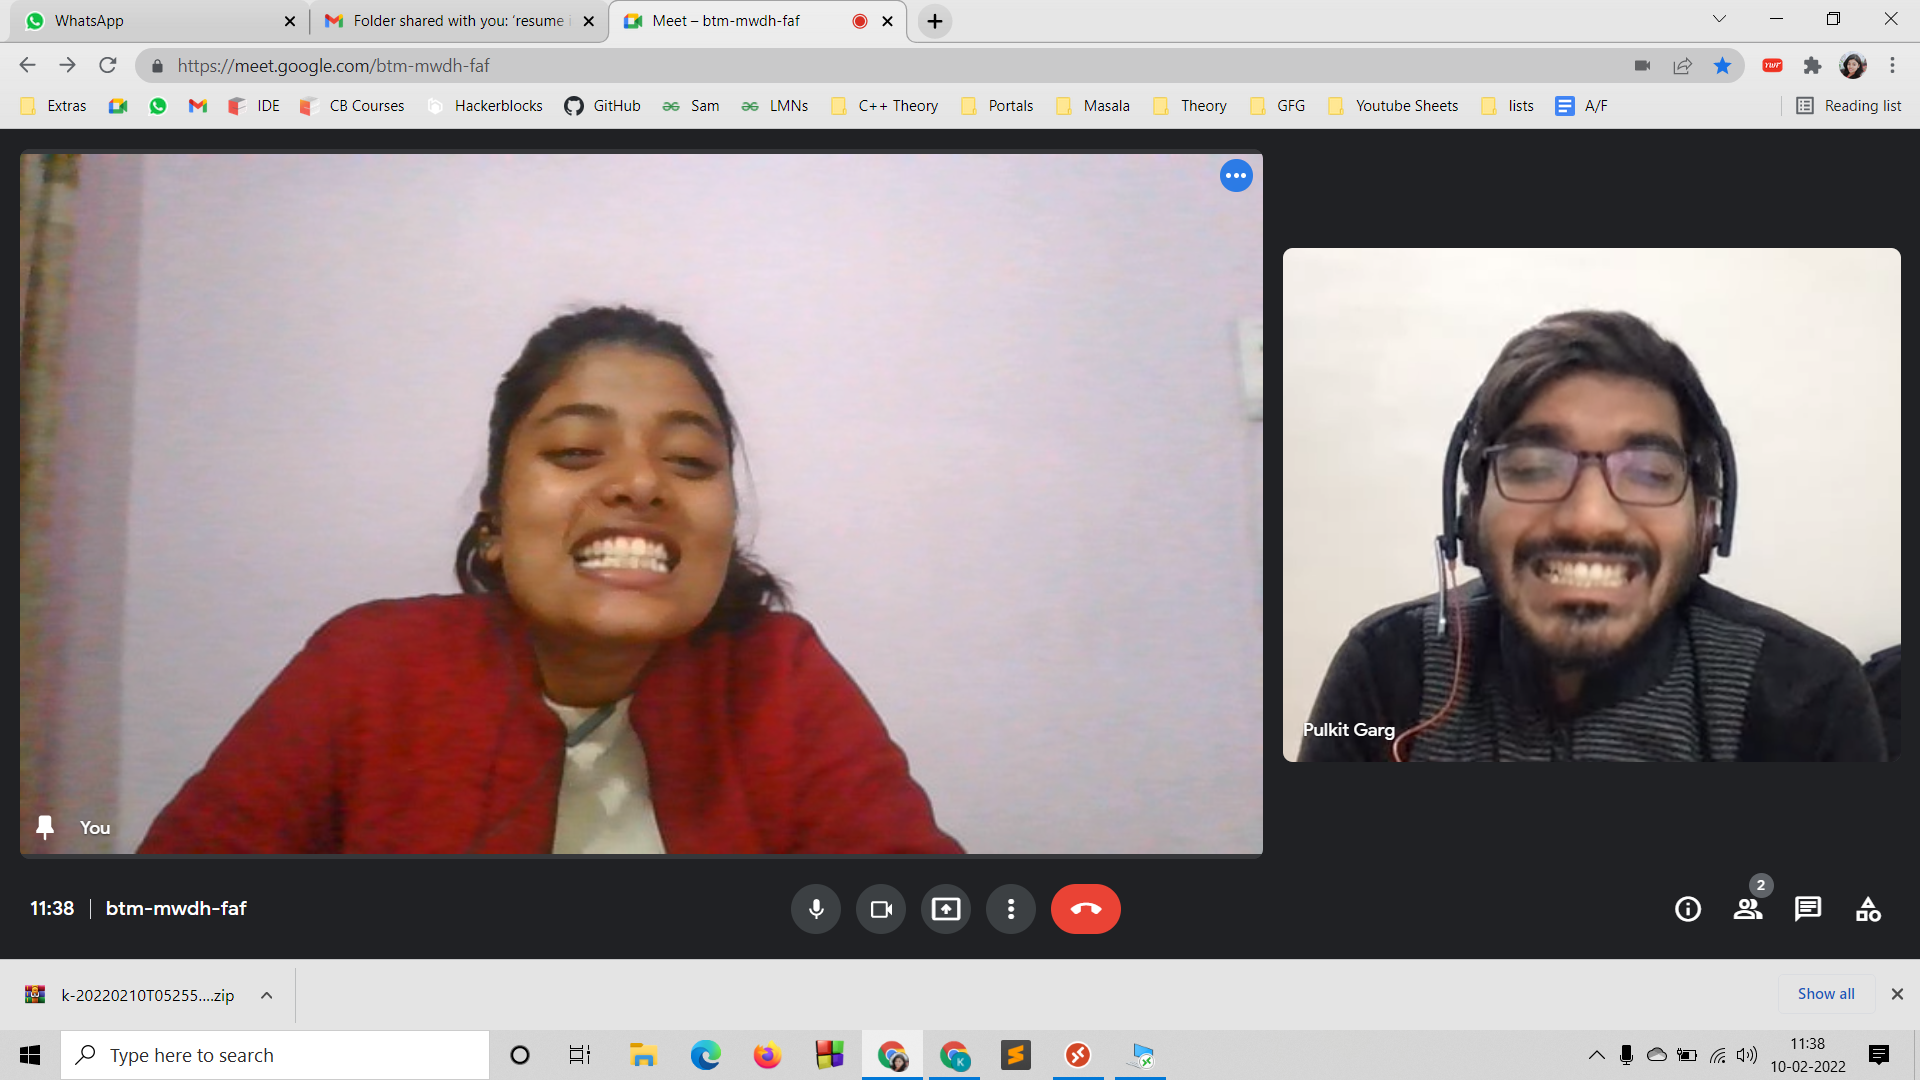 WhatsApp
Folder shared with you: 'resume i
Meet – btm-mwdh-faf
https://meet.google.com/btm-mwdh-faf
Extras
IDE
CB Courses
Hackerblocks
GitHub
Sam
LMNs
C++ Theory
Portals
Masala
Theory
GFG
Youtube Sheets
lists
A/F
Reading list
Pulkit Garg
You
11:38
btm-mwdh-faf
2
k-20220210T05255....zip
Show all
Type here to search
K
11:38
10-02-2022